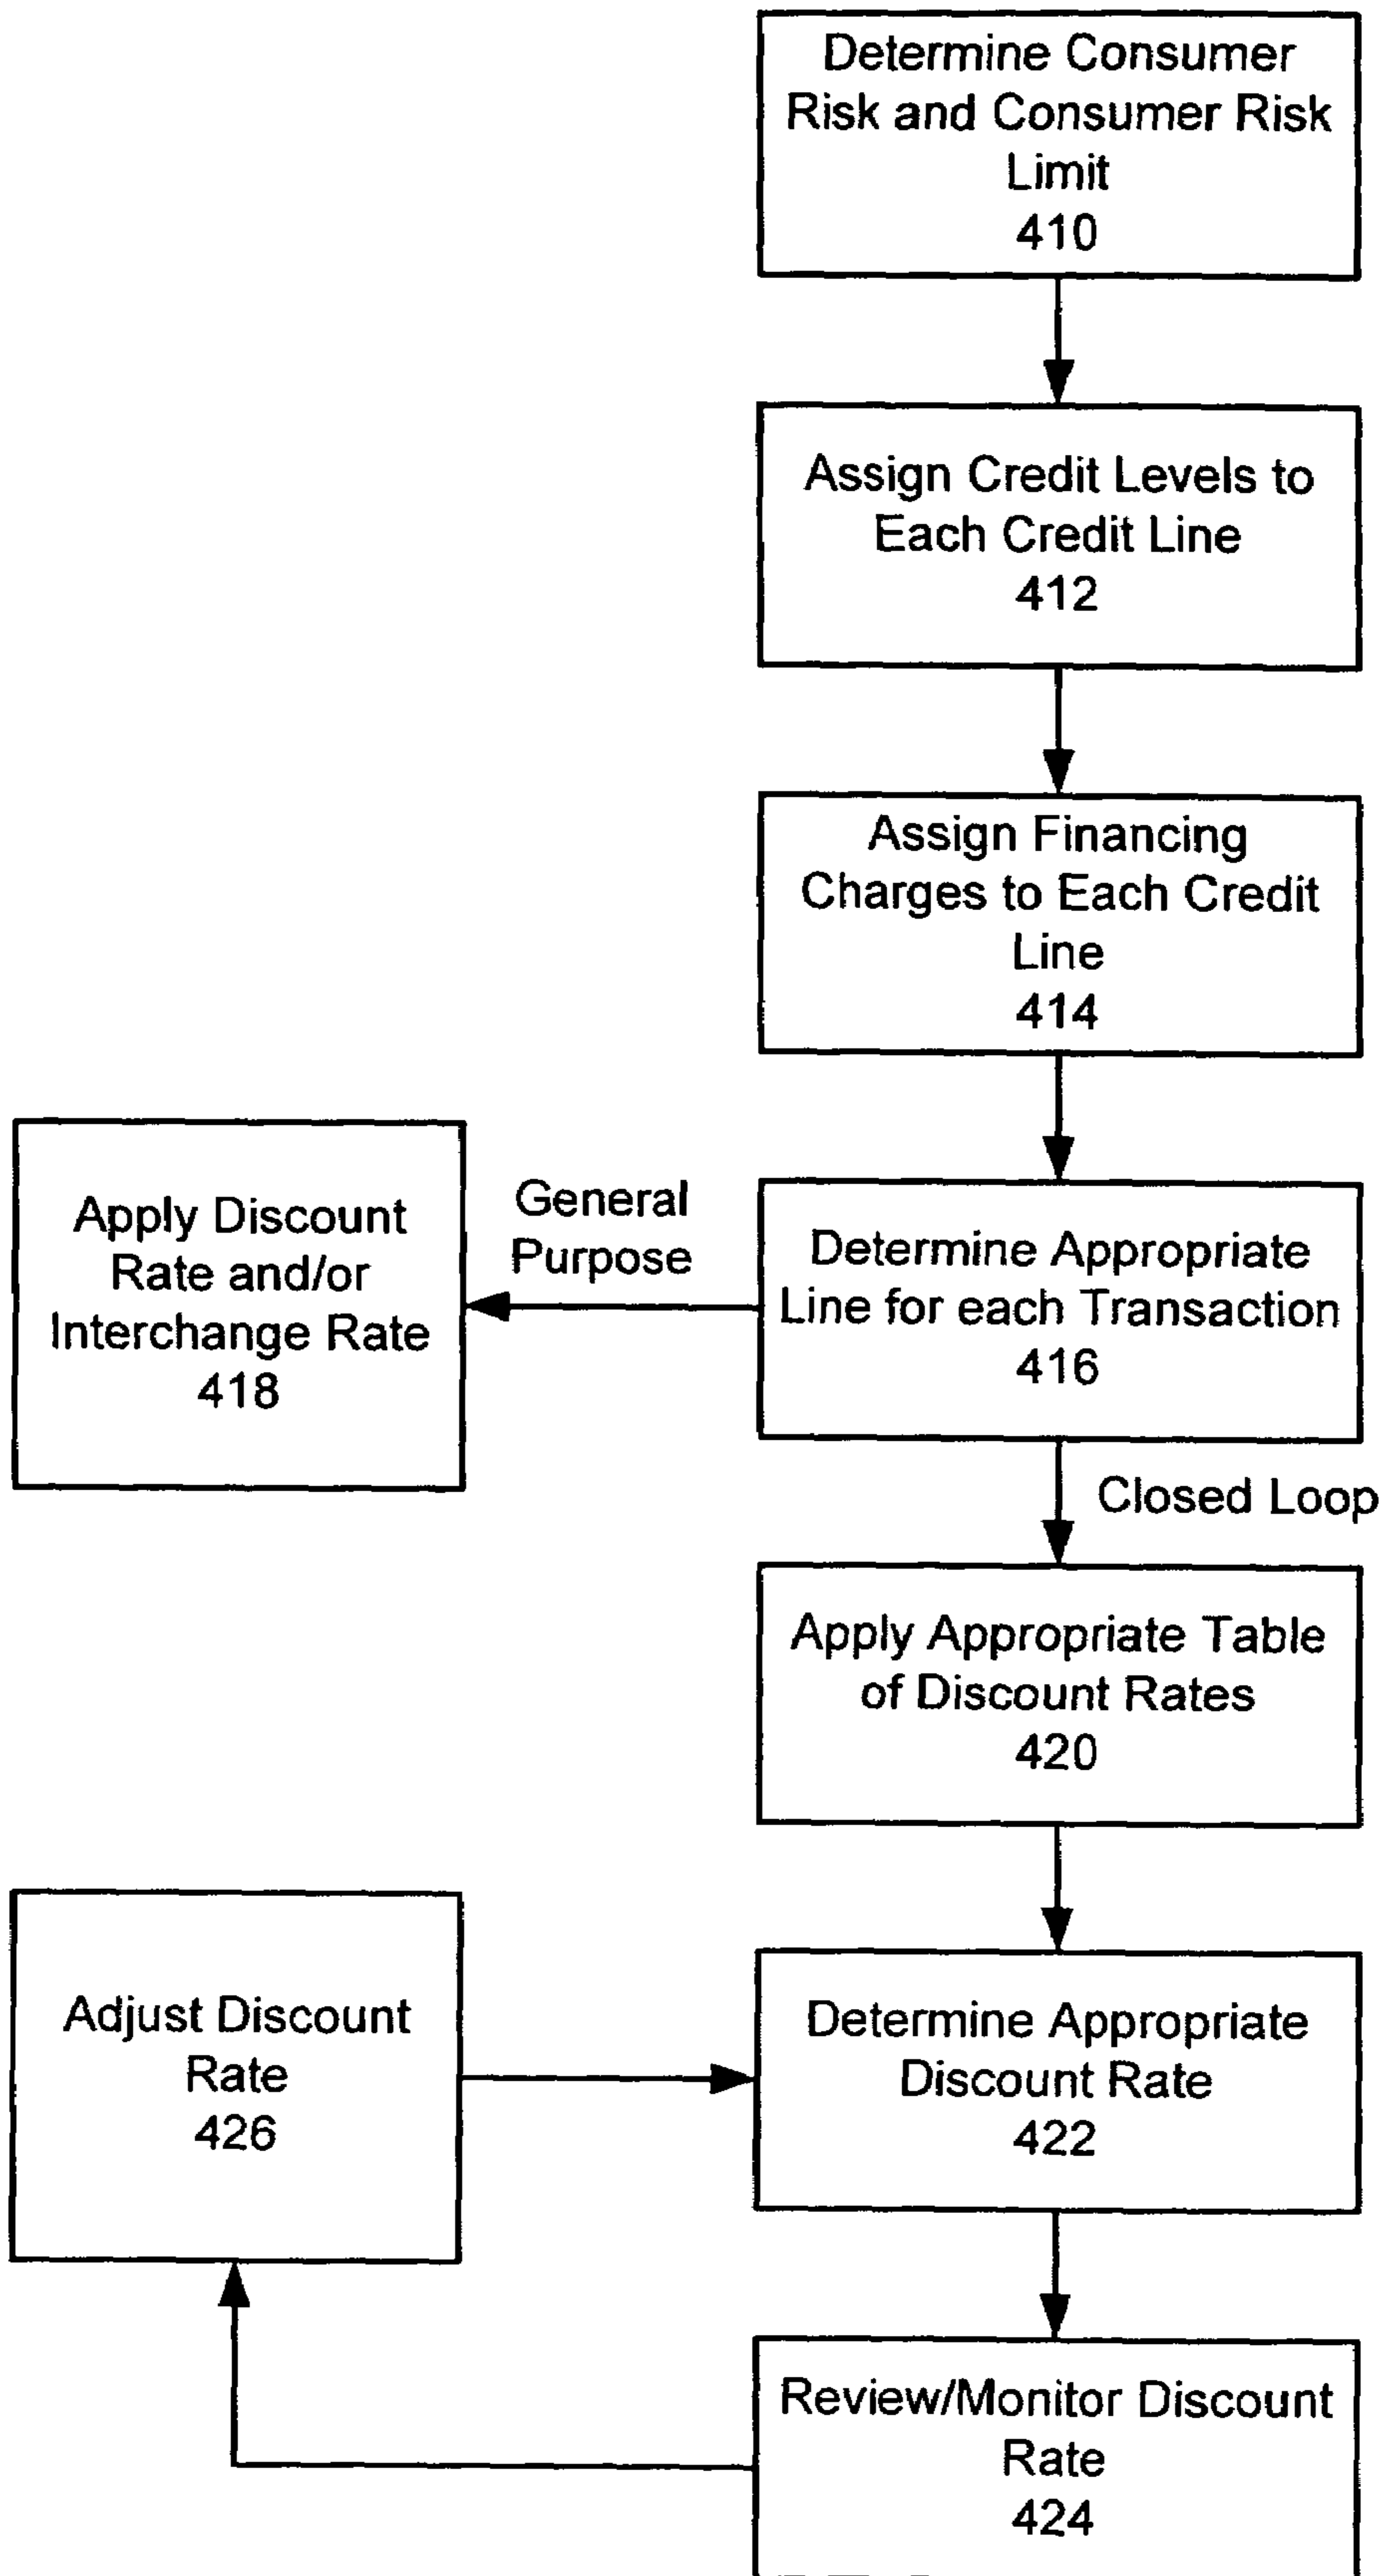 Determine Consumer
Risk and Consumer Risk
Limit
410
Assign Credit Levels to
Each Credit Line
412
Assign Financing
Charges to Each Credit
Line
414
Apply Discount
Rate and/or
Interchange Rate
418
General
Purpose
Determine Appropriate
Line for each Transaction
416
Closed Loop
Apply Appropriate Table
of Discount Rates
420
Adjust Discount
Rate
426
Determine Appropriate
Discount Rate
422
Review/Monitor Discount
Rate
424